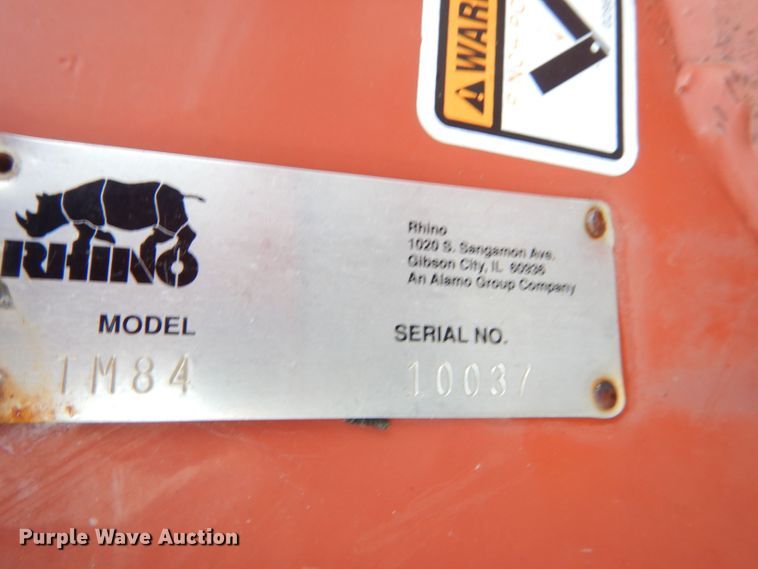 WARN
RHINO
Rhino
1020 S. Sangamon Ave.
Gibson City, IL 60936
An Alamo Group Company
MODEL
SERIAL NO.
TM84
10037
Purple Wave Auction